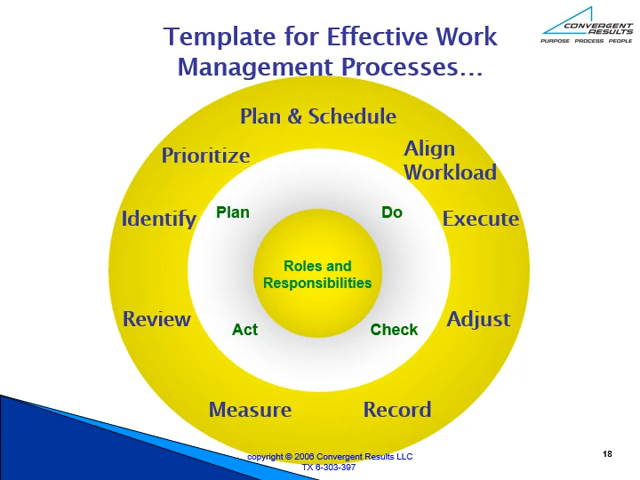 Template for Effective Work
Management Processes...
CONVERGENT
RESULTS
PURPOSE PROCESS PEOPLE
Plan & Schedule
Prioritize
Align
Workload
Identify
Plan
Do
Execute
Roles and
Responsibilities
Review
Act
Check
Adjust
Measure
Record
copyright © 2006 Convergent Results LLC
TX 6-303-397
18